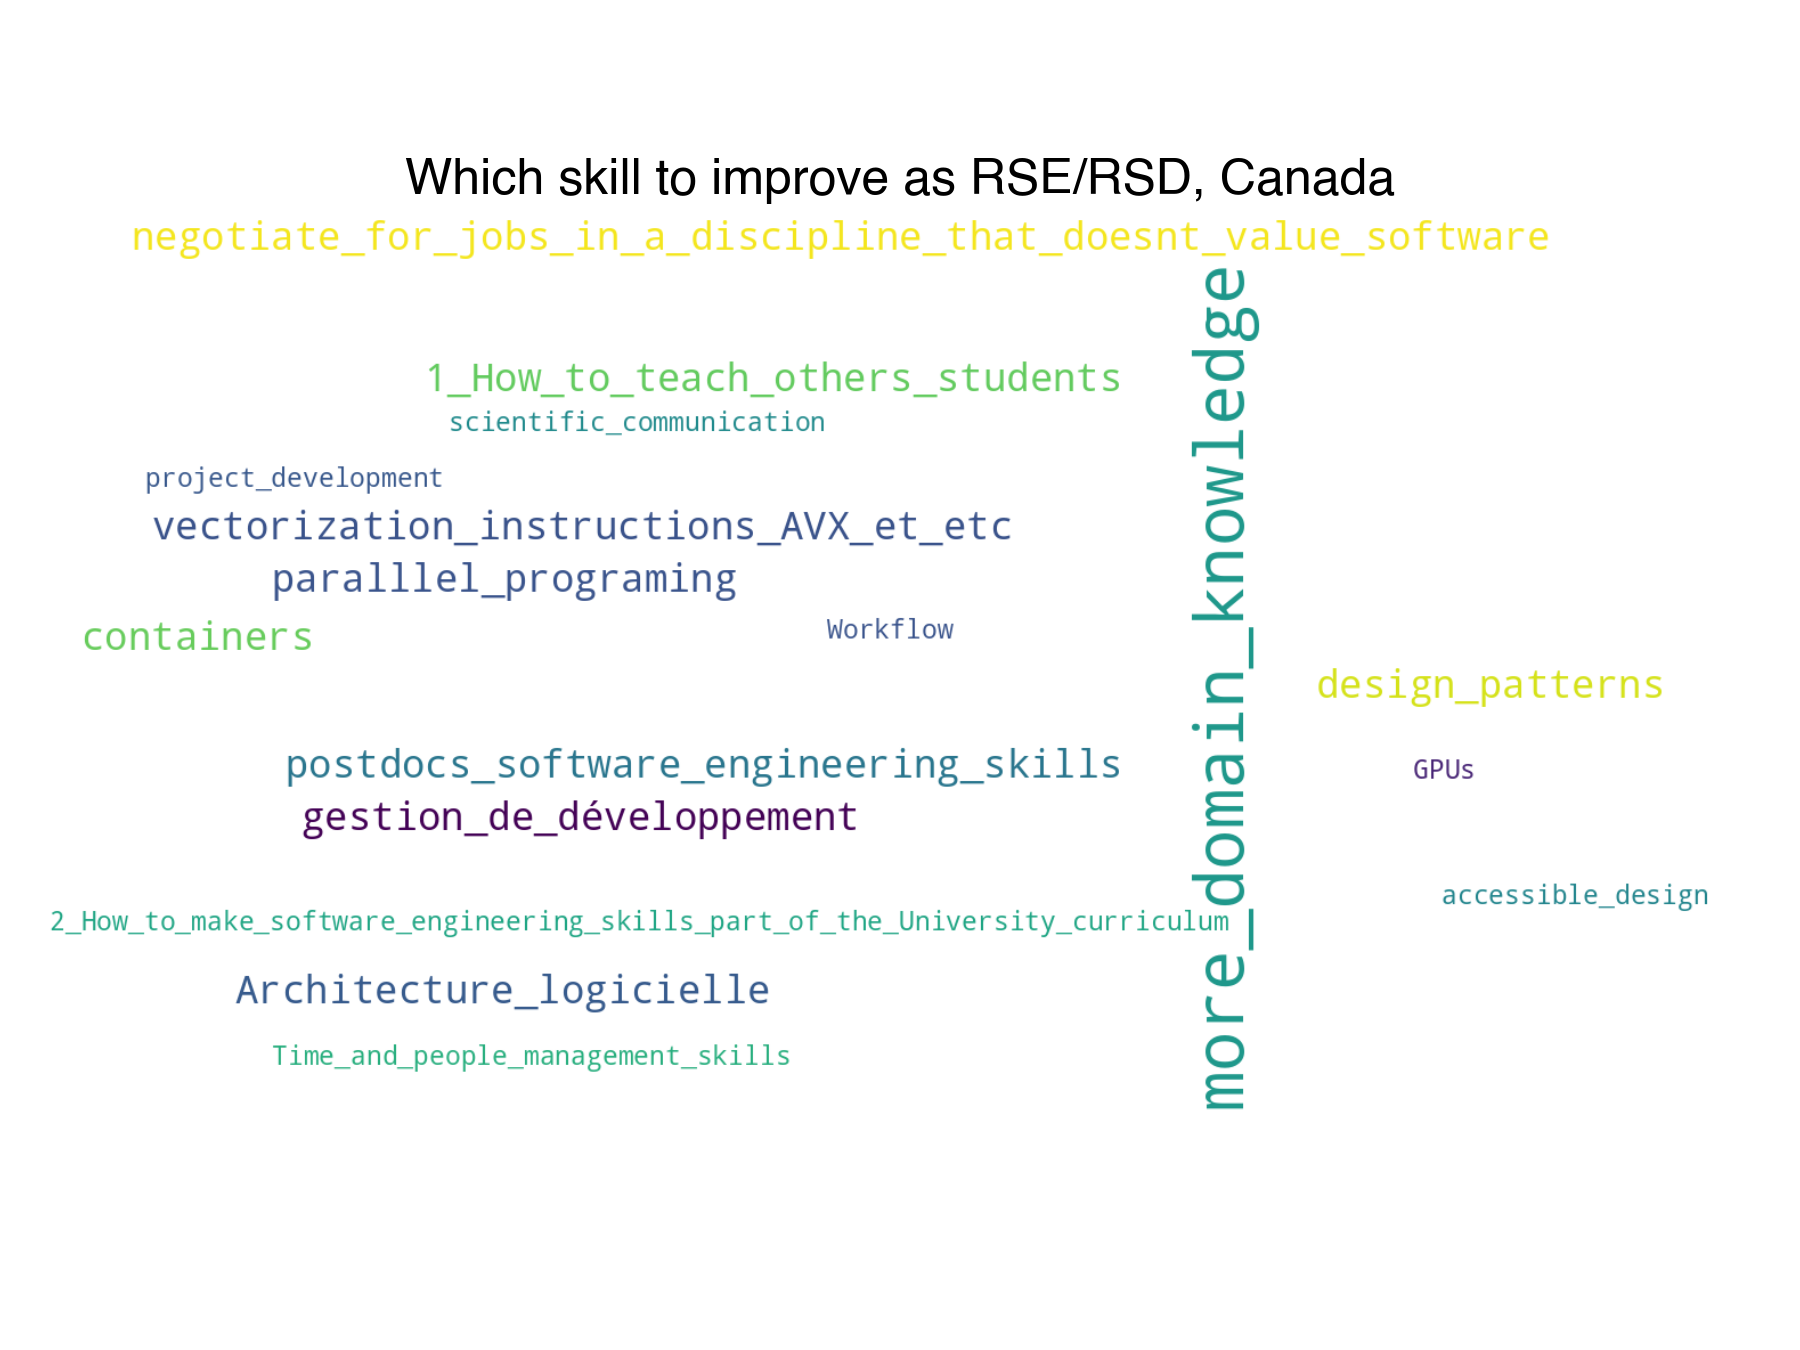 Which skill to improve as RSE/RSD, Canada
negotiate_for_jobs_in_a_discipline_that_doesnt_value_software
more_domain_knowledge
1_How_to_teach_others_students
scientific_communication
project_development
vectorization_instructions_AVX_et_etc
paralllel_programing
Workflow
containers
design_patterns
postdocs_software_engineering_skills
GPUs
gestion_de_développement
accessible_design
2_How_to_make_software_engineering_skills_part_of_the_University_curriculum
Architecture_logicielle
Time_and_people_management_skills